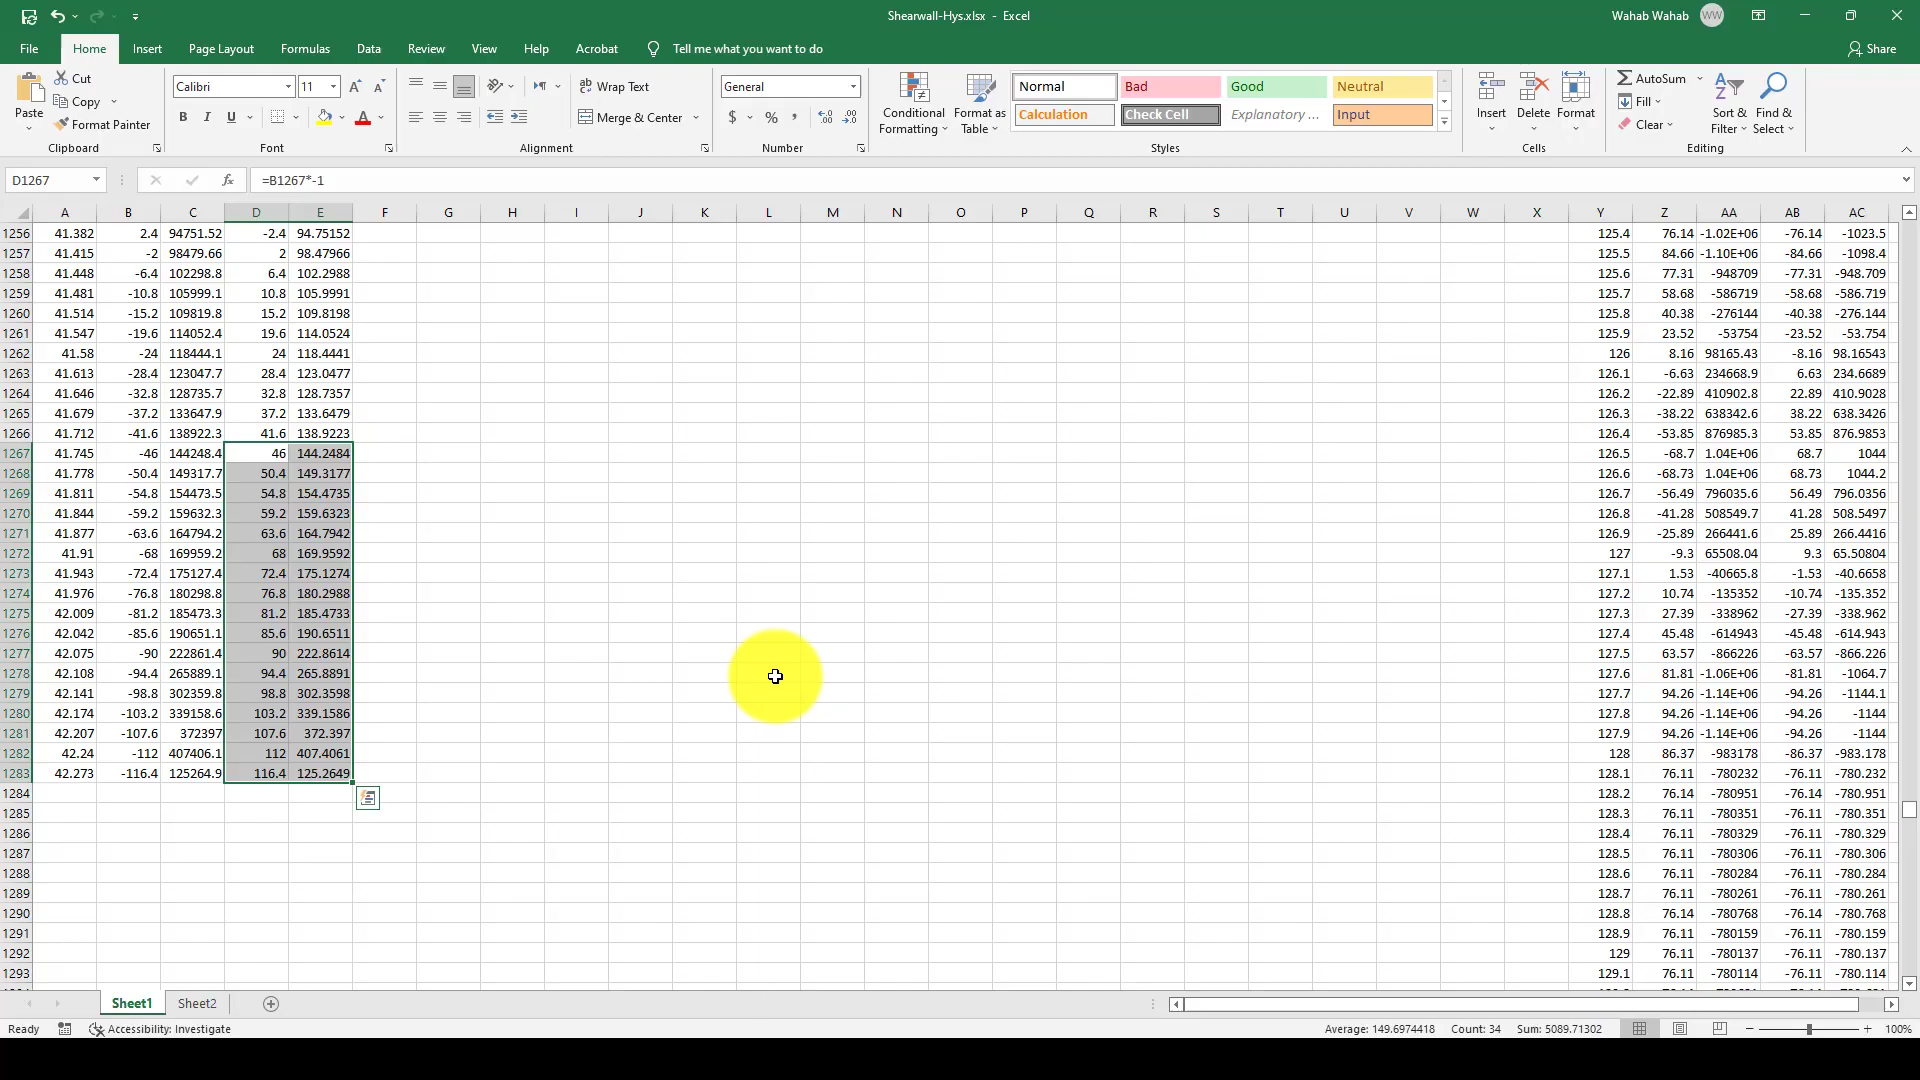 Shearwall-Hys.xlsx - Excel
Wahab Wahab WW
File Home Insert Page Layout Formulas Data Review View Help Acrobat Tell me what you want to do Share
Paste Cut Copy Format Painter
Clipboard
Calibri 11
B I U
Font
Wrap Text
Merge & Center
Alignment
General
$ %
Number
Conditional Formatting
Format as Table
Normal Bad Good Neutral
Calculation Check Cell Explanatory ... Input
Styles
Insert Delete Format
Cells
AutoSum
Fill
Clear
Sort & Filter
Find & Select
Editing
D1267 fx =B1267*-1
A B C D E F G H I J K L M N O P Q R S T U V W X Y Z AA AB AC
1256 41.382 2.4 94751.52 -2.4 94.75152 125.4 76.14 -1.02E+06 -76.14 -1023.5
1257 41.415 -2 98479.66 2 98.47966 125.5 84.66 -1.10E+06 -84.66 -1098.4
1258 41.448 -6.4 102298.8 6.4 102.2988 125.6 77.31 -948709 -77.31 -948.709
1259 41.481 -10.8 105999.1 10.8 105.9991 125.7 58.68 -586719 -58.68 -586.719
1260 41.514 -15.2 109819.8 15.2 109.8198 125.8 40.38 -276144 -40.38 -276.144
1261 41.547 -19.6 114052.4 19.6 114.0524 125.9 23.52 -53754 -23.52 -53.754
1262 41.58 -24 118444.1 24 118.4441 126 8.16 98165.43 -8.16 98.16543
1263 41.613 -28.4 123047.7 28.4 123.0477 126.1 -6.63 234668.9 6.63 234.6689
1264 41.646 -32.8 128735.7 32.8 128.7357 126.2 -22.89 410902.8 22.89 410.9028
1265 41.679 -37.2 133647.9 37.2 133.6479 126.3 -38.22 638342.6 38.22 638.3426
1266 41.712 -41.6 138922.3 41.6 138.9223 126.4 -53.85 876985.3 53.85 876.9853
1267 41.745 -46 144248.4 46 144.2484 126.5 -68.7 1.04E+06 68.7 1044
1268 41.778 -50.4 149317.7 50.4 149.3177 126.6 -68.73 1.04E+06 68.73 1044.2
1269 41.811 -54.8 154473.5 54.8 154.4735 126.7 -56.49 796035.6 56.49 796.0356
1270 41.844 -59.2 159632.3 59.2 159.6323 126.8 -41.28 508549.7 41.28 508.5497
1271 41.877 -63.6 164794.2 63.6 164.7942 126.9 -25.89 266441.6 25.89 266.4416
1272 41.91 -68 169959.2 68 169.9592 127 -9.3 65508.04 9.3 65.50804
1273 41.943 -72.4 175127.4 72.4 175.1274 127.1 1.53 -40665.8 -1.53 -40.6658
1274 41.976 -76.8 180298.8 76.8 180.2988 127.2 10.74 -135352 -10.74 -135.352
1275 42.009 -81.2 185473.3 81.2 185.4733 127.3 27.39 -338962 -27.39 -338.962
1276 42.042 -85.6 190651.1 85.6 190.6511 127.4 45.48 -614943 -45.48 -614.943
1277 42.075 -90 222861.4 90 222.8614 127.5 63.57 -866226 -63.57 -866.226
1278 42.108 -94.4 265889.1 94.4 265.8891 127.6 81.81 -1.06E+06 -81.81 -1064.7
1279 42.141 -98.8 302359.8 98.8 302.3598 127.7 94.26 -1.14E+06 -94.26 -1144.1
1280 42.174 -103.2 339158.6 103.2 339.1586 127.8 94.26 -1.14E+06 -94.26 -1144
1281 42.207 -107.6 372397 107.6 372.397 127.9 94.26 -1.14E+06 -94.26 -1144
1282 42.24 -112 407406.1 112 407.4061 128 86.37 -983178 -86.37 -983.178
1283 42.273 -116.4 125264.9 116.4 125.2649 128.1 76.11 -780232 -76.11 -780.232
1284 128.2 76.14 -780951 -76.14 -780.951
1285 128.3 76.11 -780351 -76.11 -780.351
1286 128.4 76.11 -780329 -76.11 -780.329
1287 128.5 76.11 -780306 -76.11 -780.306
1288 128.6 76.11 -780284 -76.11 -780.284
1289 128.7 76.11 -780261 -76.11 -780.261
1290 128.8 76.14 -780768 -76.14 -780.768
1291 128.9 76.11 -780159 -76.11 -780.159
1292 129 76.11 -780137 -76.11 -780.137
1293 129.1 76.11 -780114 -76.11 -780.114
Sheet1 Sheet2
Ready Accessibility: Investigate Average: 149.6974418 Count: 34 Sum: 5089.71302 100%